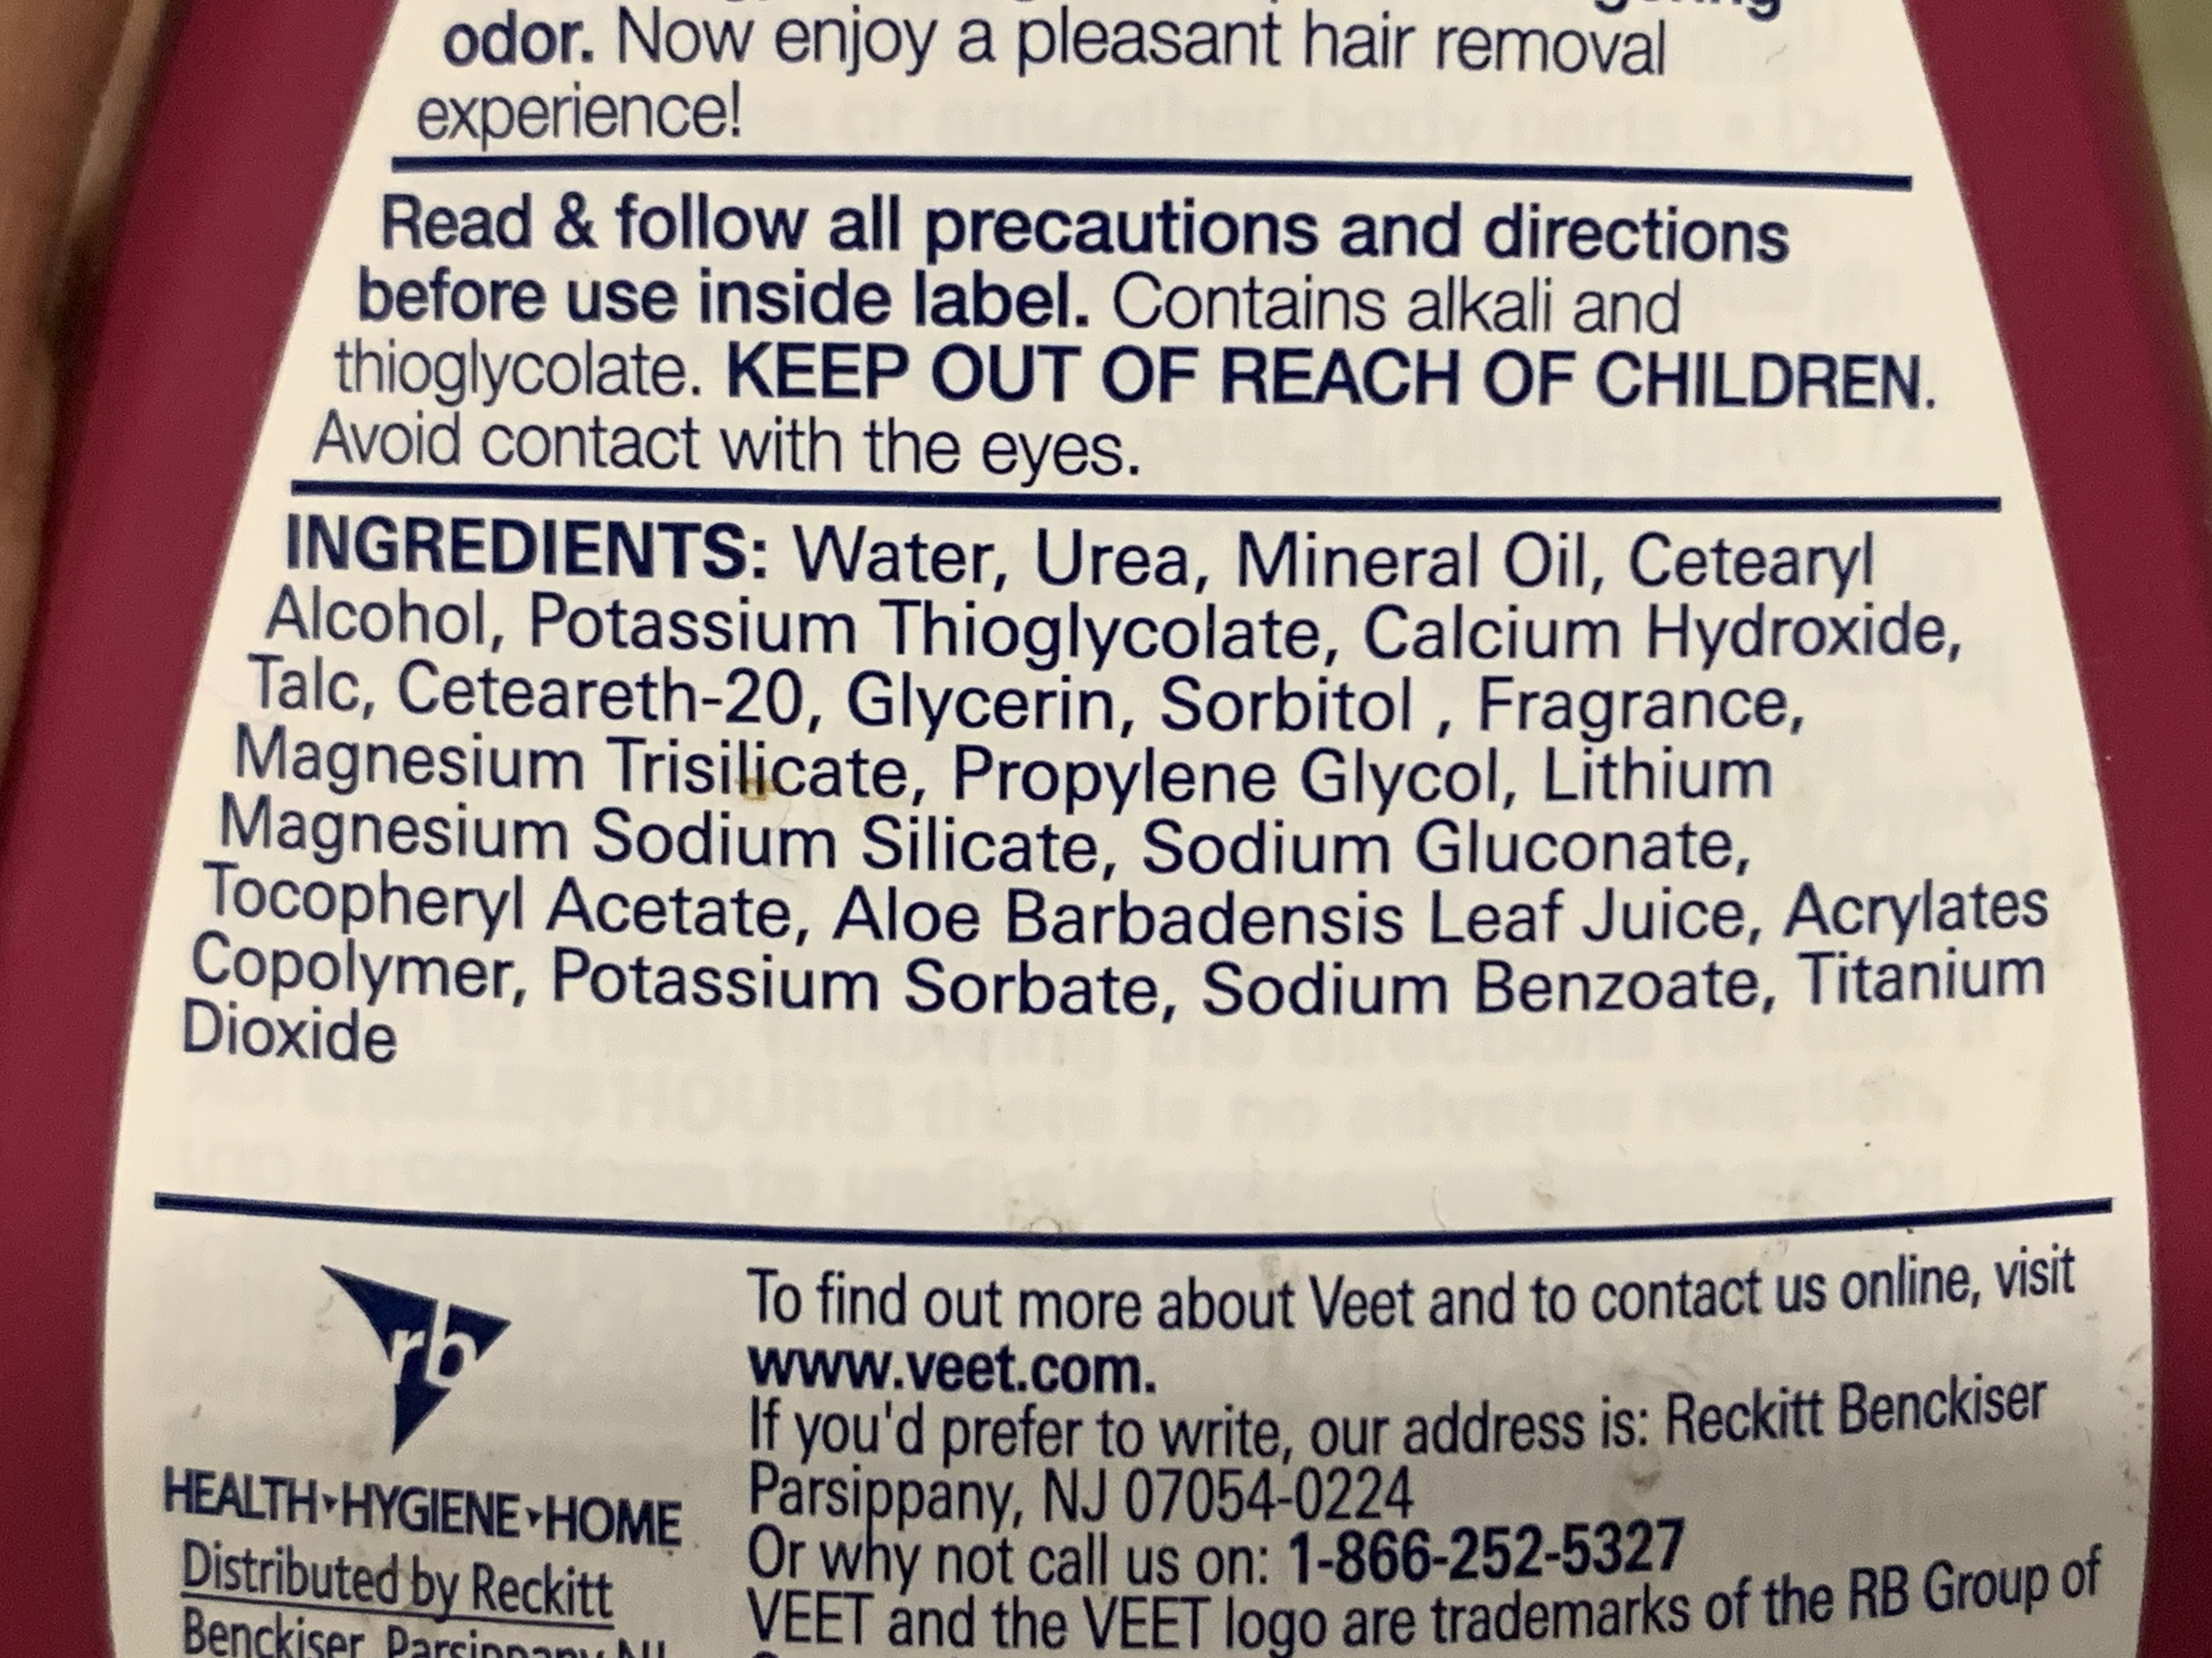 odor. Now enjoy a pleasant hair removal
experience!
Read & follow all precautions and directions
before use inside label. Contains alkali and
thioglycolate. KEEP OUT OF REACH OF CHILDREN.
Avoid contact with the eyes.
INGREDIENTS: Water, Urea, Mineral Oil, Cetearyl
Alcohol, Potassium Thioglycolate, Calcium Hydroxide,
Talc, Ceteareth-20, Glycerin, Sorbitol , Fragrance,
Magnesium Trisilicate, Propylene Glycol, Lithium
Magnesium Sodium Silicate, Sodium Gluconate,
Tocopheryl Acetate, Aloe Barbadensis Leaf Juice, Acrylates
Copolymer, Potassium Sorbate, Sodium Benzoate, Titanium
Dioxide
rb
HEALTH▾HYGIENE▾HOME
Distributed by Reckitt
Benckiser, Parsippany, NJ
To find out more about Veet and to contact us online, visit
www.veet.com.
If you'd prefer to write, our address is: Reckitt Benckiser
Parsippany, NJ 07054-0224
Or why not call us on: 1-866-252-5327
VEET and the VEET logo are trademarks of the RB Group of